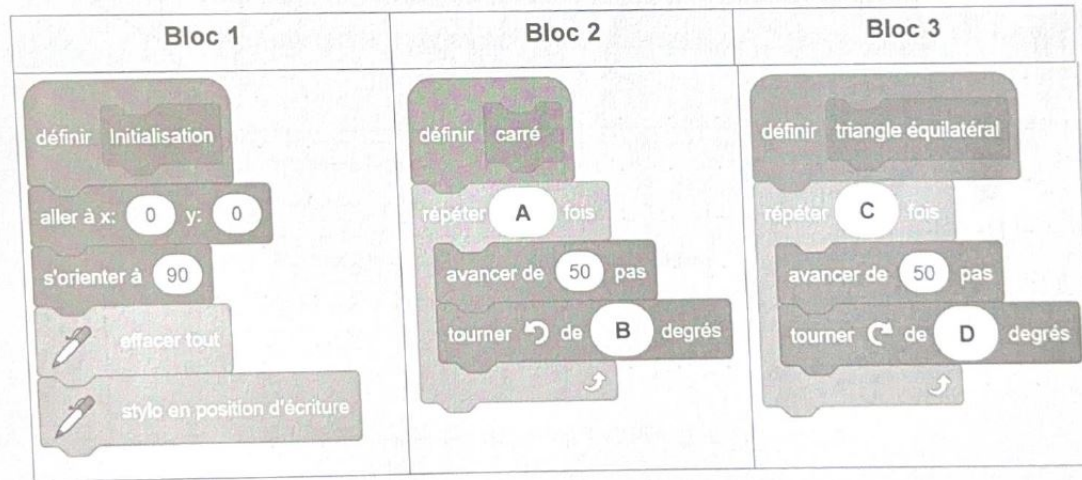 Bloc 1
définir Initialisation
aller à x: 0 y: 0
s'orienter à 90
effacer tout
stylo en position d'écriture
Bloc 2
définir carré
répéter A fois
avancer de 50 pas
tourner de B degrés
Bloc 3
définir triangle équilatéral
répéter C fois
avancer de 50 pas
tourner de D degrés